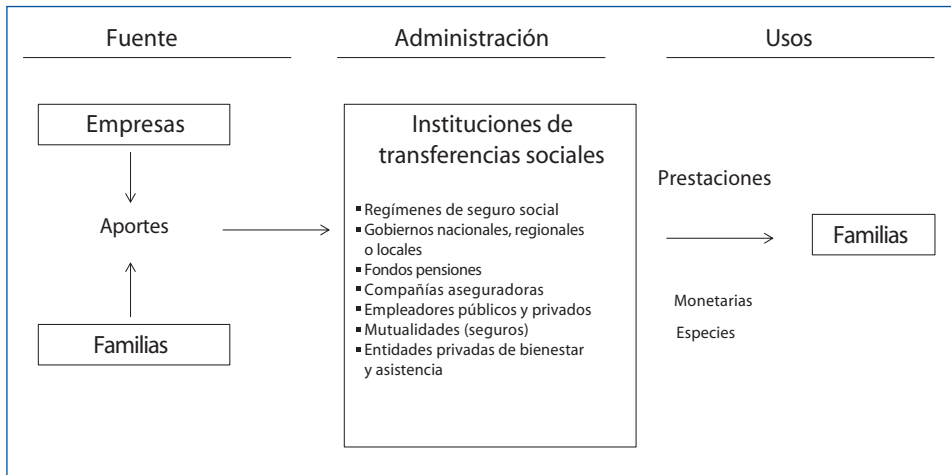 Fuente
Administración
Usos
Empresas
Aportes
Familias
Instituciones de
transferencias sociales
▪ Regímenes de seguro social
▪ Gobiernos nacionales, regionales
o locales
▪ Fondos pensiones
▪ Compañías aseguradoras
▪ Empleadores públicos y privados
▪ Mutualidades (seguros)
▪ Entidades privadas de bienestar
y asistencia
Prestaciones
Monetarias
Especies
Familias